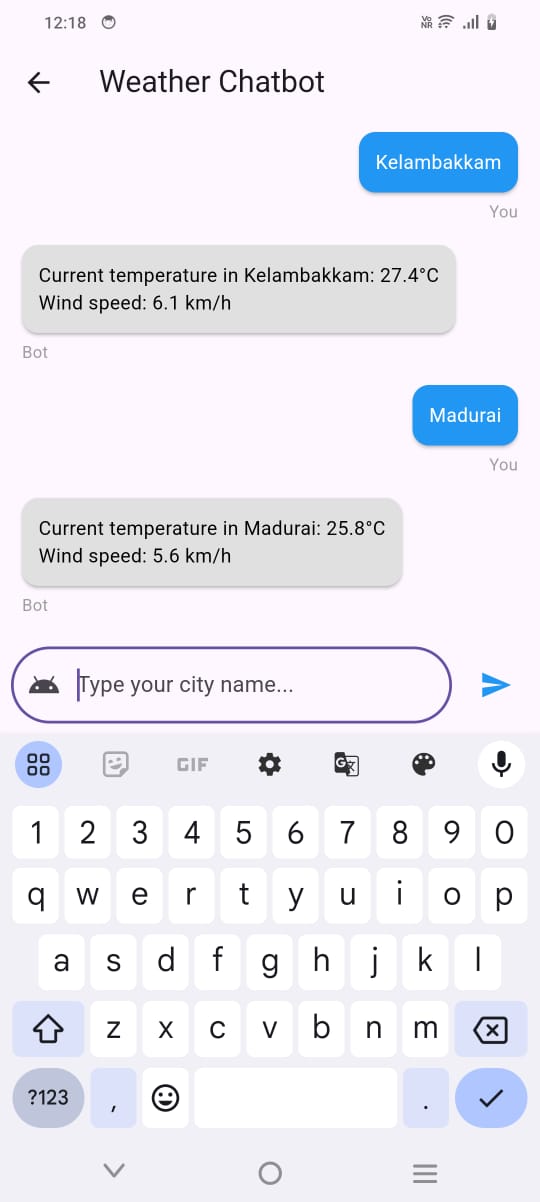 12:18
Vo
NR
Weather Chatbot
Kelambakkam
You
Current temperature in Kelambakkam: 27.4°C
Wind speed: 6.1 km/h
Bot
Madurai
You
Current temperature in Madurai: 25.8°C
Wind speed: 5.6 km/h
Bot
Type your city name...
GIF
G
1 2 3 4 5 6 7 8 9 0
q w e r t y u i o p
a s d f g h j k l
z x c v b n m
?123 , .